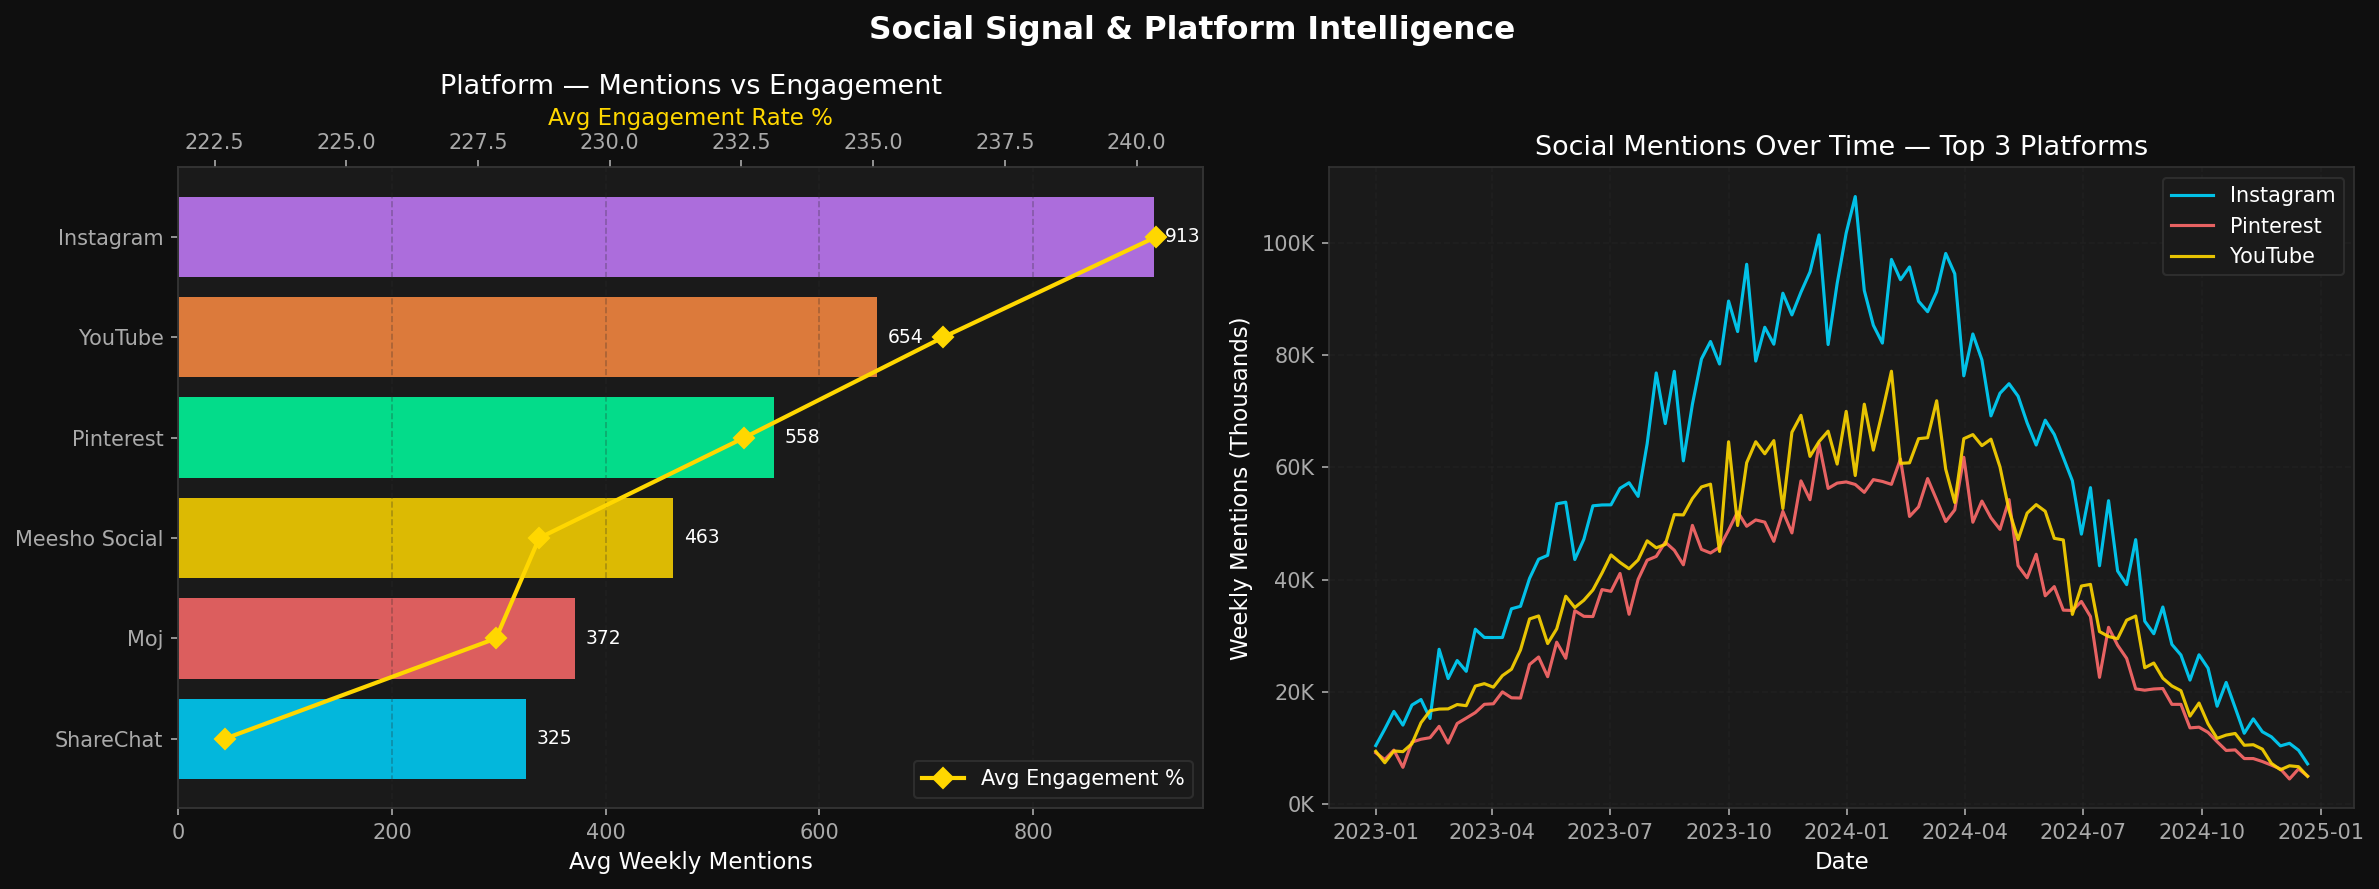 Social Signal & Platform Intelligence
Platform — Mentions vs Engagement
Avg Engagement Rate %
222.5 225.0 227.5 230.0 232.5 235.0 237.5 240.0
Instagram 913
YouTube 654
Pinterest 558
Meesho Social 463
Moj 372
ShareChat 325
Avg Engagement %
0 200 400 600 800
Avg Weekly Mentions
Social Mentions Over Time — Top 3 Platforms
Instagram
Pinterest
YouTube
Weekly Mentions (Thousands)
100K
80K
60K
40K
20K
0K
2023-01 2023-04 2023-07 2023-10 2024-01 2024-04 2024-07 2024-10 2025-01
Date